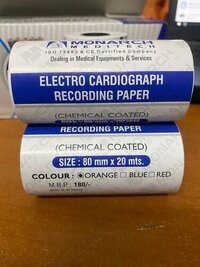 MONARCH
MEDITECH
ISO 13485 & CE Certified Company
Dealing in Medical Equipments & Services
ELECTRO CARDIOGRAPH
RECORDING PAPER
(CHEMICAL COATED)
RECORDING PAPER
(CHEMICAL COATED)
SIZE : 80 mm x 20 mts.
COLOUR : ORANGE BLUE RED
M.R.P. 180/-